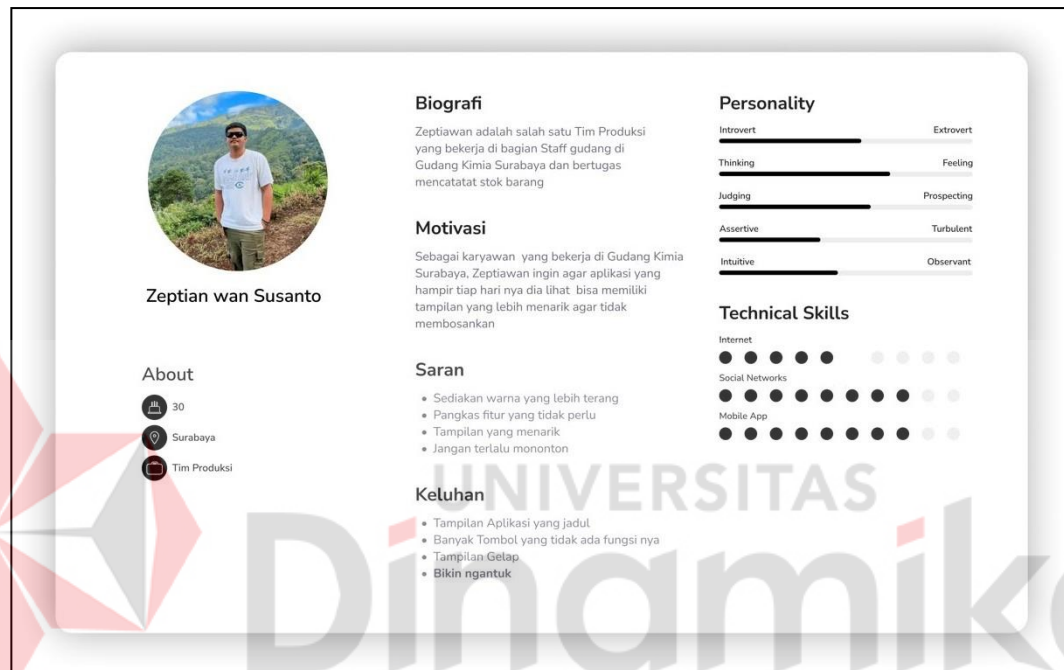 Zeptian wan Susanto
About
30
Surabaya
Tim Produksi
Biografi
Zeptiawan adalah salah satu Tim Produksi
yang bekerja di bagian Staff gudang di
Gudang Kimia Surabaya dan bertugas
mencatatat stok barang
Motivasi
Sebagai karyawan yang bekerja di Gudang Kimia
Surabaya, Zeptiawan ingin agar aplikasi yang
hampir tiap hari nya dia lihat bisa memiliki
tampilan yang lebih menarik agar tidak
membosankan
Saran
• Sediakan warna yang lebih terang
• Pangkas fitur yang tidak perlu
• Tampilan yang menarik
• Jangan terlalu mononton
Keluhan
• Tampilan Aplikasi yang jadul
• Banyak Tombol yang tidak ada fungsi nya
• Tampilan Gelap
• Bikin ngantuk
Personality
Introvert Extrovert
Thinking Feeling
Judging Prospecting
Assertive Turbulent
Intuitive Observant
Technical Skills
Internet
Social Networks
Mobile App
UNIVERSITAS
Dinamika